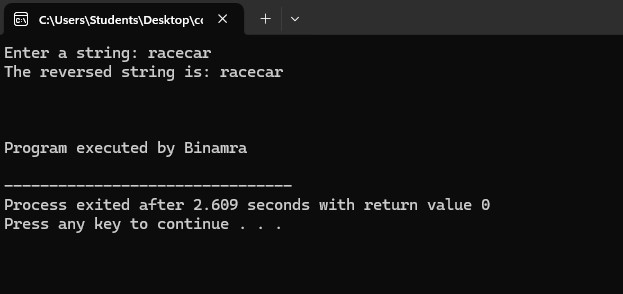 C:\Users\Students\Desktop\cc
Enter a string: racecar
The reversed string is: racecar
Program executed by Binamra
--------------------------------
Process exited after 2.609 seconds with return value 0
Press any key to continue . . .